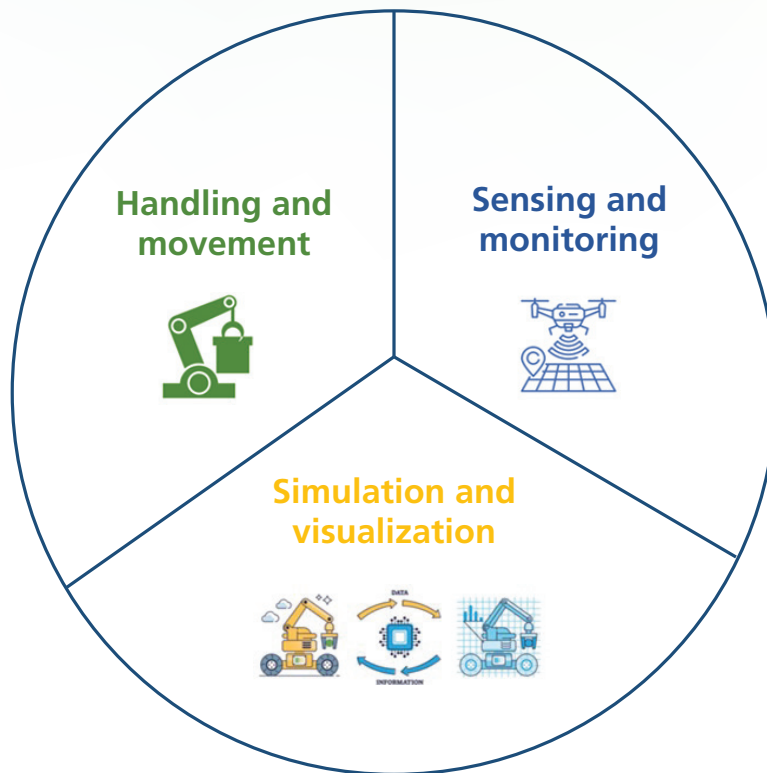 Handling and
movement
Sensing and
monitoring
C
Simulation and
visualization
DATA
INFORMATION